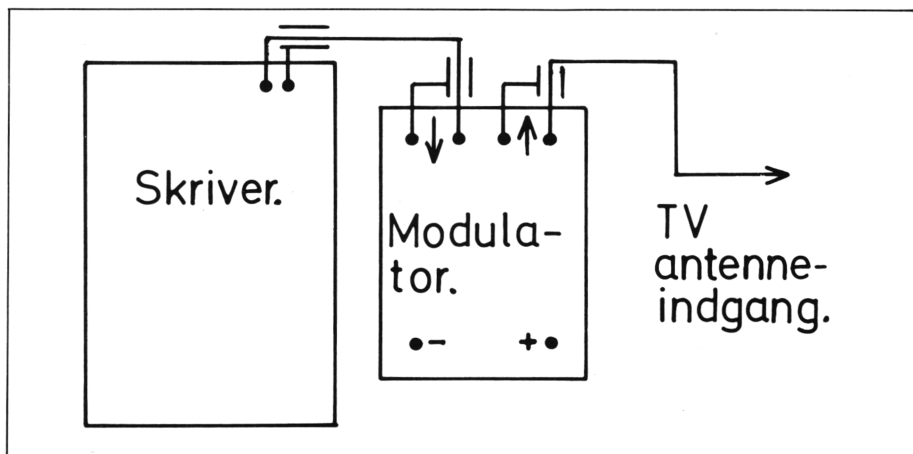 Skriver.
Modula-
tor.
- +
TV
antenne-
indgang.